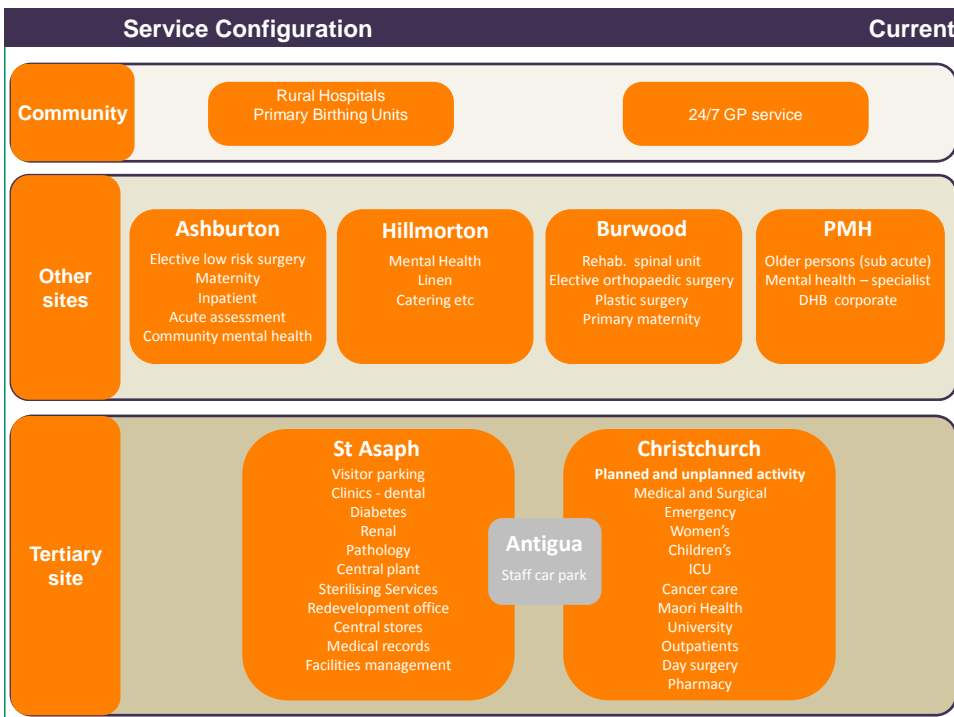 Service Configuration
Current
Community
Rural Hospitals
Primary Birthing Units
24/7 GP service
Other
sites
Ashburton
Elective low risk surgery
Maternity
Inpatient
Acute assessment
Community mental health
Hillmorton
Mental Health
Linen
Catering etc
Burwood
Rehab. spinal unit
Elective orthopaedic surgery
Plastic surgery
Primary maternity
PMH
Older persons (sub acute)
Mental health – specialist
DHB corporate
Tertiary
site
St Asaph
Visitor parking
Clinics - dental
Diabetes
Renal
Pathology
Central plant
Sterilising Services
Redevelopment office
Central stores
Medical records
Facilities management
Antigua
Staff car park
Christchurch
Planned and unplanned activity
Medical and Surgical
Emergency
Women's
Children's
ICU
Cancer care
Maori Health
University
Outpatients
Day surgery
Pharmacy